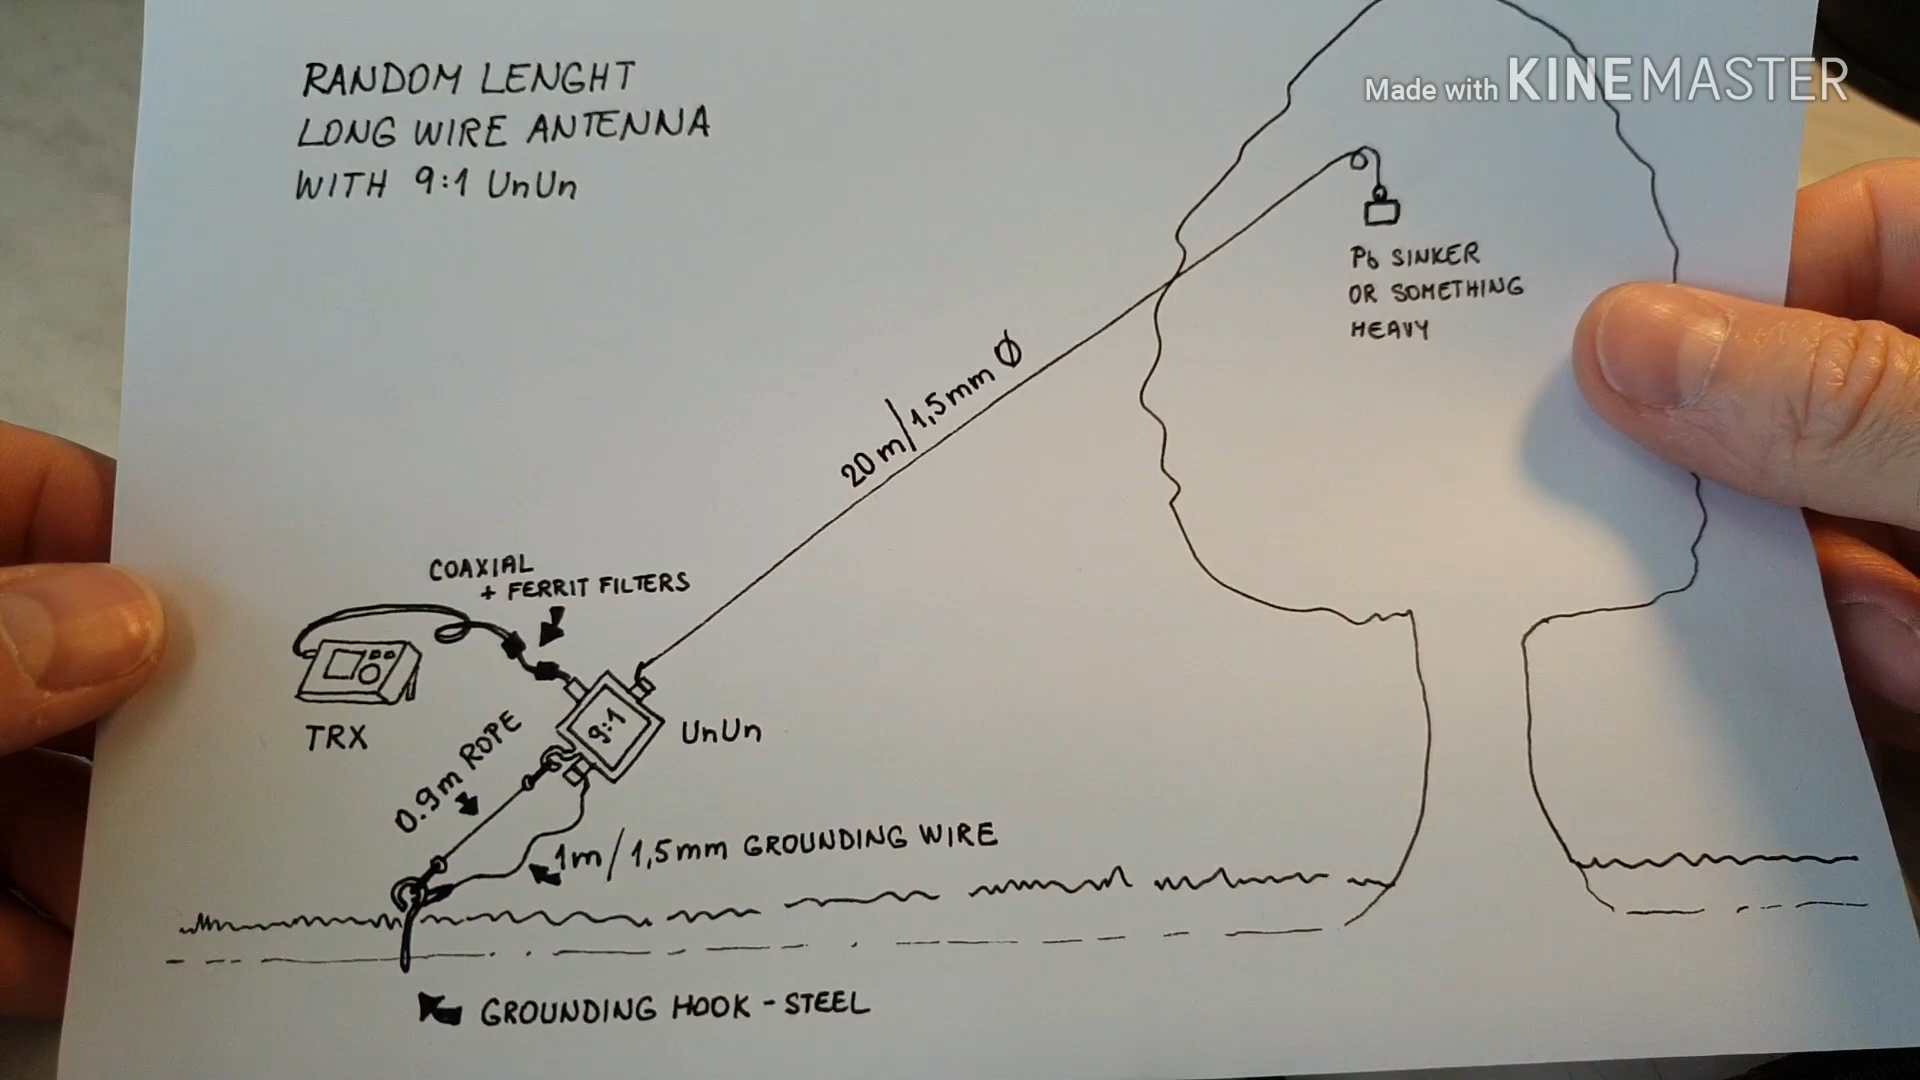 RANDOM LENGHT
LONG WIRE ANTENNA
WITH 9:1 UnUn
Made with KINEMASTER
Pb SINKER
OR SOMETHING
HEAVY
20m/1,5mm Ø
COAXIAL
+ FERRIT FILTERS
TRX
9:1
UnUn
0.9m ROPE
1m/1,5mm GROUNDING WIRE
GROUNDING HOOK - STEEL